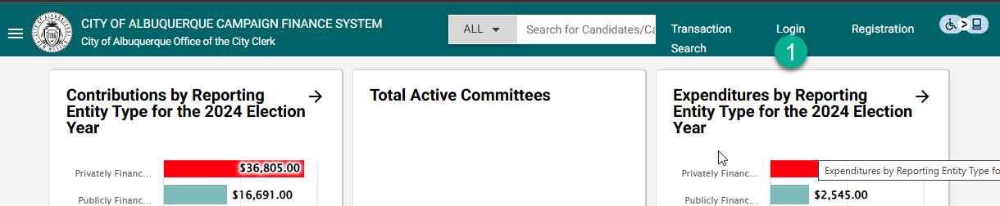 CITY OF ALBUQUERQUE CAMPAIGN FINANCE SYSTEM
City of Albuquerque Office of the City Clerk
ALL
Search for Candidates/Ca
Transaction
Search
Login
1
Registration
Contributions by Reporting
Entity Type for the 2024 Election
Year
Privately Financ...
$36,805.00
Publicly Financ...
$16,691.00
Total Active Committees
Expenditures by Reporting
Entity Type for the 2024 Election
Year
Privately Financ...
Expenditures by Reporting Entity Type fo
Publicly Financ...
$2,545.00